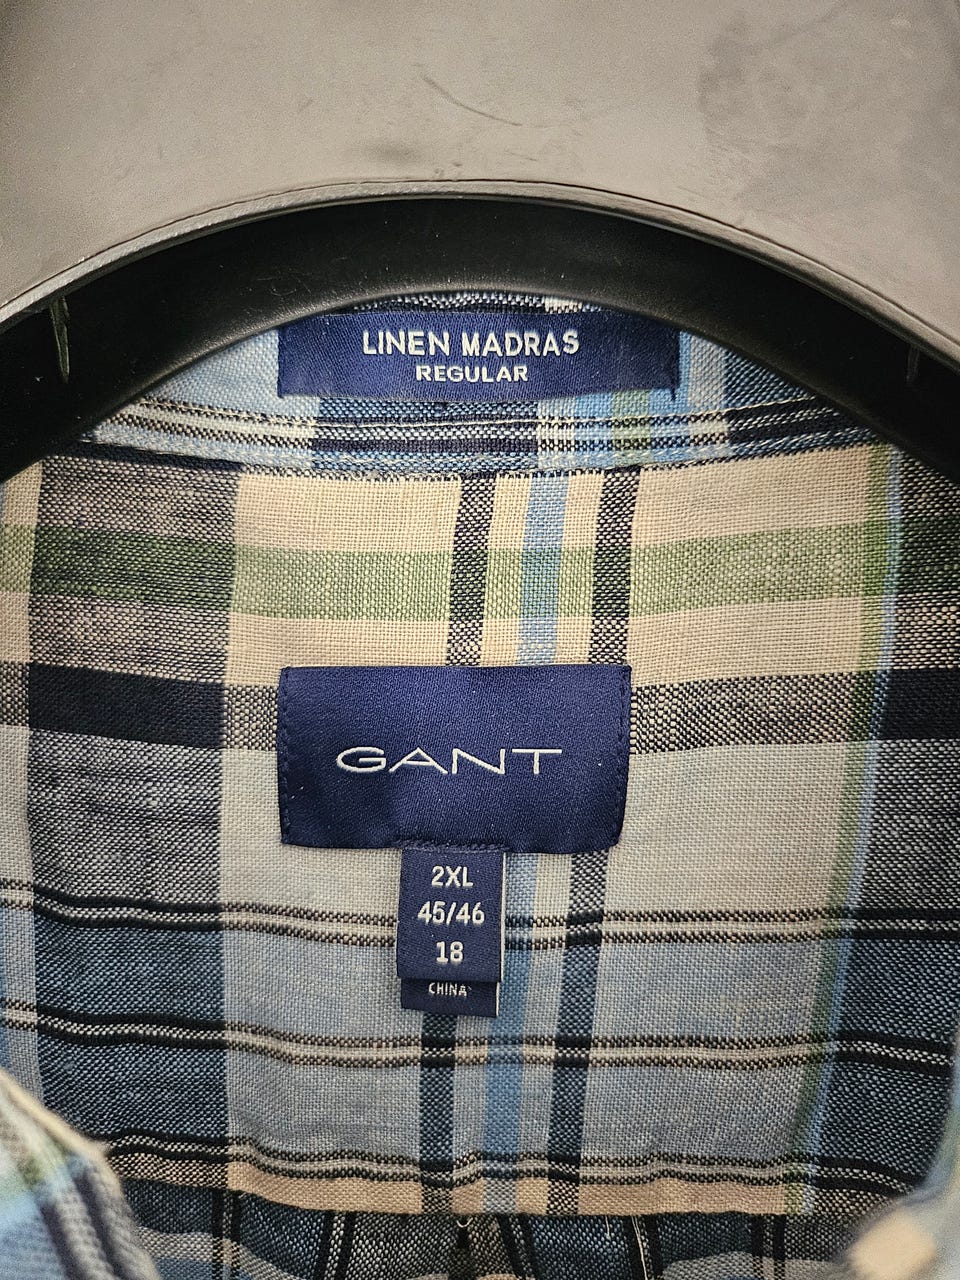 LINEN MADRAS
REGULAR
GANT
2XL
45/46
18
CHINA